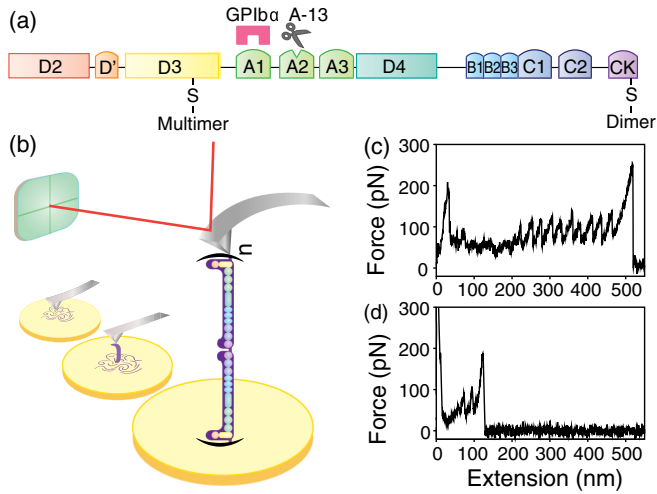 (a)
GPIbα A-13
D2 D' D3 A1 A2 A3 D4 B1 B2 B3 C1 C2 CK
S S
Multimer Dimer
(b)
n
(c)
Force (pN)
300
200
100
0
0 100 200 300 400 500
(d)
Force (pN)
300
200
100
0
0 100 200 300 400 500
Extension (nm)